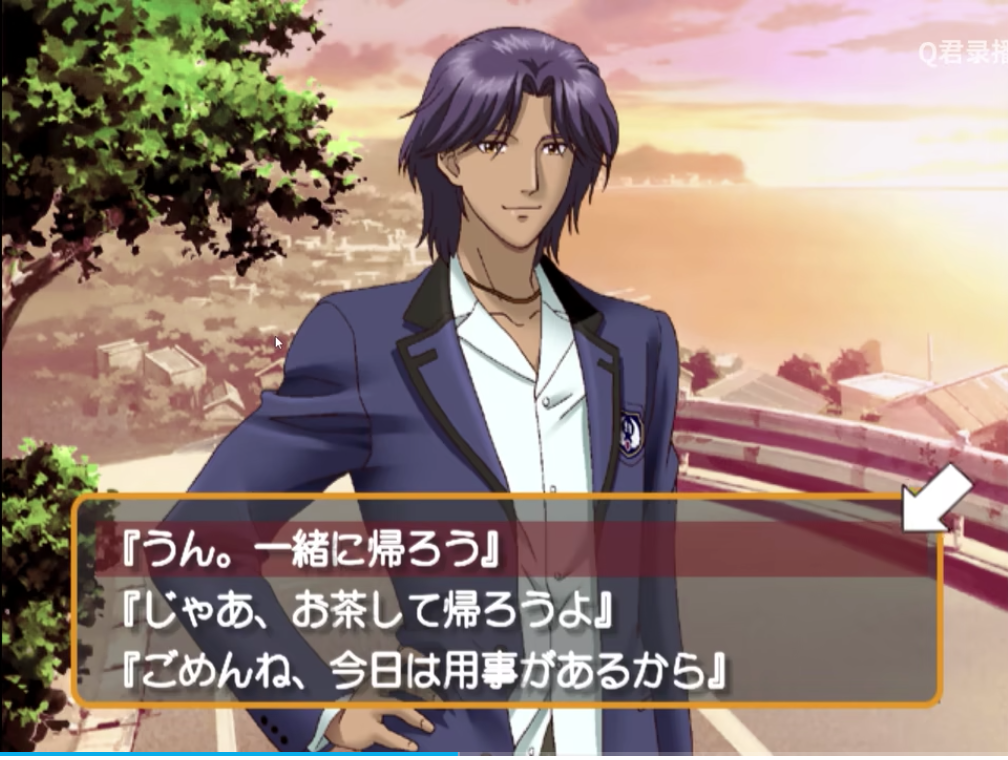 Q君录播
『うん。一緒に帰ろう』
『じゃあ、お茶して帰ろうよ』
『ごめんね、今日は用事があるから』